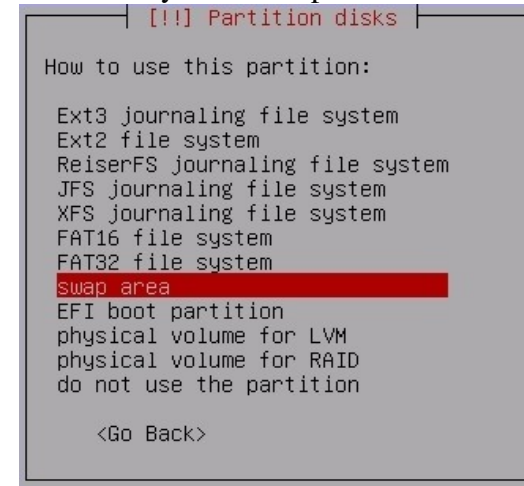 [!!] Partition disks
How to use this partition:
Ext3 journaling file system
Ext2 file system
ReiserFS journaling file system
JFS journaling file system
XFS journaling file system
FAT16 file system
FAT32 file system
swap area
EFI boot partition
physical volume for LVM
physical volume for RAID
do not use the partition
<Go Back>